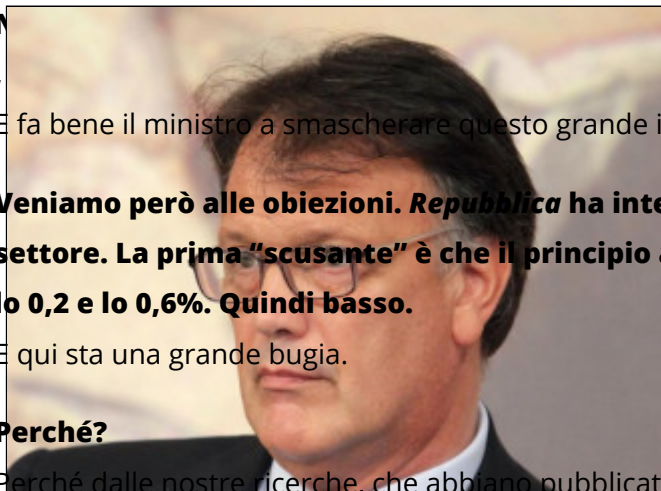 E fa bene il ministro a smascherare questo grande
Veniamo però alle obiezioni. Repubblica ha
settore. La prima “scusante” è che il principio
lo 0,2 e lo 0,6%. Quindi basso.
E qui sta una grande bugia.
Perché?
Perché dalle nostre ricerche, che abbiano